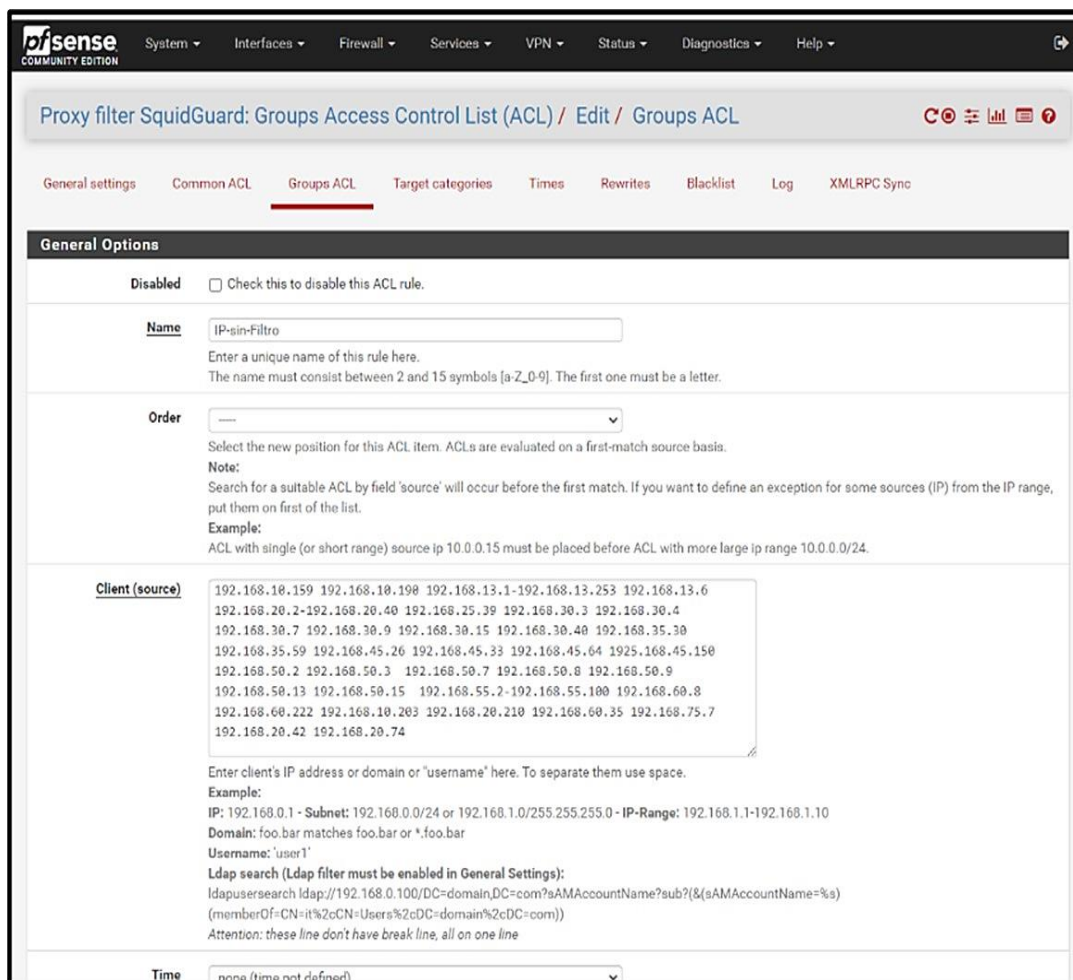 pfsense
COMMUNITY EDITION
System
Interfaces
Firewall
Services
VPN
Status
Diagnostics
Help
Proxy filter SquidGuard: Groups Access Control List (ACL) / Edit / Groups ACL
General settings
Common ACL
Groups ACL
Target categories
Times
Rewrites
Blacklist
Log
XMLRPC Sync
General Options
Disabled
Check this to disable this ACL rule.
Name
IP-sin-Filtro
Enter a unique name of this rule here.
The name must consist between 2 and 15 symbols [a-Z_0-9]. The first one must be a letter.
Order
-----
Select the new position for this ACL item. ACLs are evaluated on a first-match source basis.
Note:
Search for a suitable ACL by field 'source' will occur before the first match. If you want to define an exception for some sources (IP) from the IP range,
put them on first of the list.
Example:
ACL with single (or short range) source ip 10.0.0.15 must be placed before ACL with more large ip range 10.0.0.0/24.
Client (source)
192.168.10.159 192.168.10.190 192.168.13.1-192.168.13.253 192.168.13.6
192.168.20.2-192.168.20.40 192.168.25.39 192.168.30.3 192.168.30.4
192.168.30.7 192.168.30.9 192.168.30.15 192.168.30.40 192.168.35.30
192.168.35.59 192.168.45.26 192.168.45.33 192.168.45.64 1925.168.45.150
192.168.50.2 192.168.50.3  192.168.50.7 192.168.50.8 192.168.50.9
192.168.50.13 192.168.50.15  192.168.55.2-192.168.55.100 192.168.60.8
192.168.60.222 192.168.10.203 192.168.20.210 192.168.60.35 192.168.75.7
192.168.20.42 192.168.20.74
Enter client's IP address or domain or "username" here. To separate them use space.
Example:
IP: 192.168.0.1 - Subnet: 192.168.0.0/24 or 192.168.1.0/255.255.255.0 - IP-Range: 192.168.1.1-192.168.1.10
Domain: foo.bar matches foo.bar or *.foo.bar
Username: 'user1'
Ldap search (Ldap filter must be enabled in General Settings):
ldapusersearch ldap://192.168.0.100/DC=domain,DC=com?sAMAccountName?sub?(&(sAMAccountName=%s)
(memberOf=CN=it%2cCN=Users%2cDC=domain%2cDC=com))
Attention: these line don't have break line, all on one line
Time
none (time not defined)